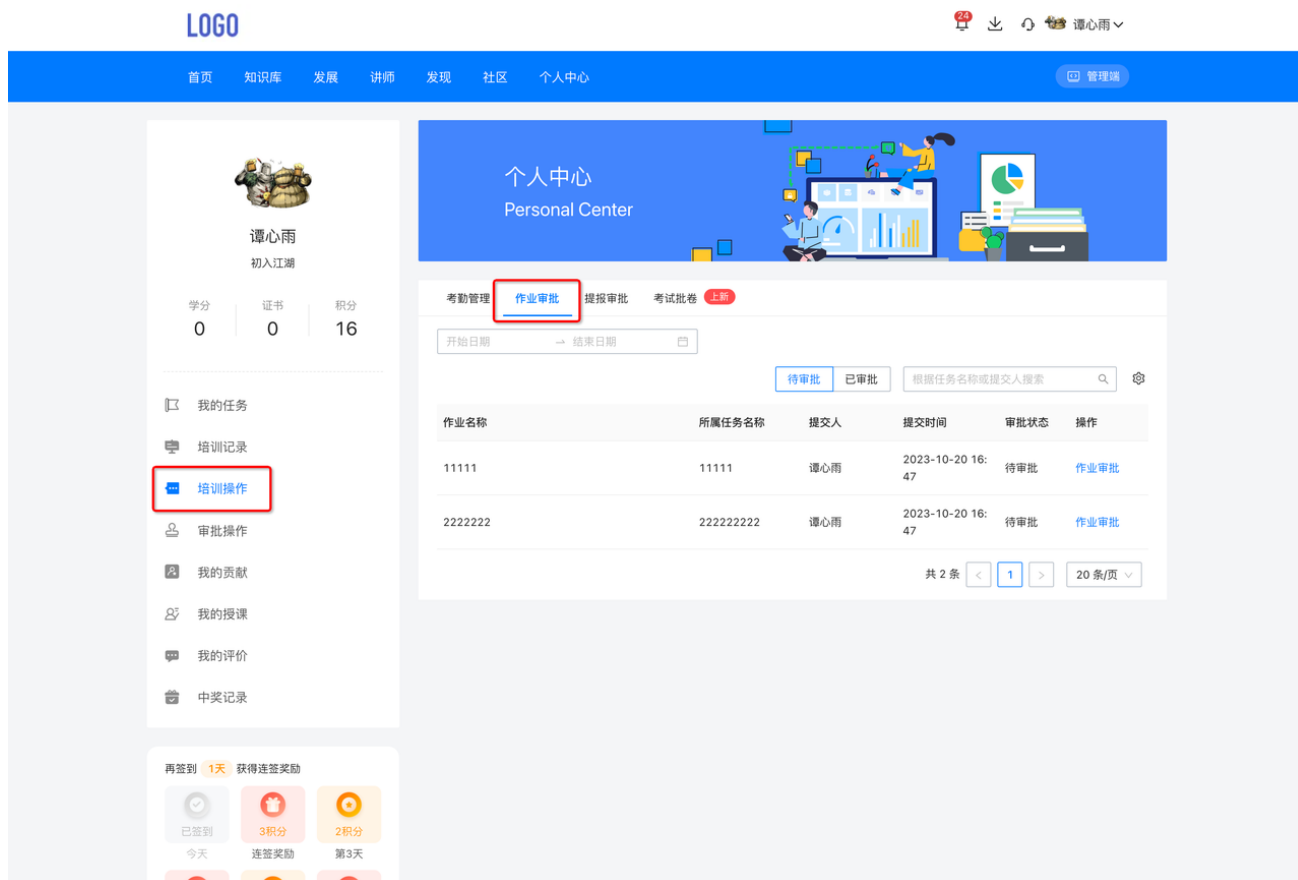 LOGO
24
谭心雨
首页 知识库 发展 讲师 发现 社区 个人中心 管理端
谭心雨
初入江湖
学分 证书 积分
0 0 16
我的任务
培训记录
培训操作
审批操作
我的贡献
我的授课
我的评价
中奖记录
再签到 1天 获得连签奖励
已签到 3积分 2积分
今天 连签奖励 第3天
个人中心
Personal Center
考勤管理 作业审批 提报审批 考试批卷 上新
开始日期 → 结束日期
待审批 已审批 根据任务名称或提交人搜索
作业名称 所属任务名称 提交人 提交时间 审批状态 操作
11111 11111 谭心雨 2023-10-20 16:
47 待审批 作业审批
2222222 222222222 谭心雨 2023-10-20 16:
47 待审批 作业审批
共 2 条 < 1 > 20 条/页